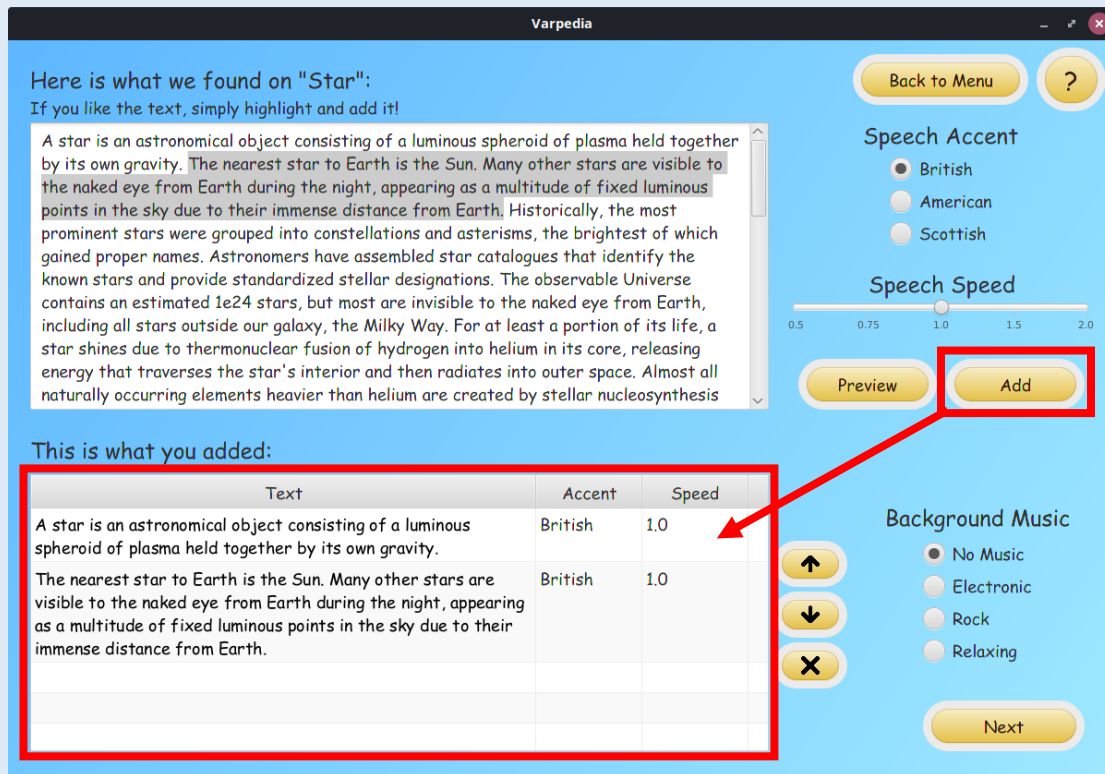 Varpedia
Here is what we found on "Star":
If you like the text, simply highlight and add it!
Back to Menu
?
A star is an astronomical object consisting of a luminous spheroid of plasma held together
by its own gravity. The nearest star to Earth is the Sun. Many other stars are visible to
the naked eye from Earth during the night, appearing as a multitude of fixed luminous
points in the sky due to their immense distance from Earth. Historically, the most
prominent stars were grouped into constellations and asterisms, the brightest of which
gained proper names. Astronomers have assembled star catalogues that identify the
known stars and provide standardized stellar designations. The observable Universe
contains an estimated 1e24 stars, but most are invisible to the naked eye from Earth,
including all stars outside our galaxy, the Milky Way. For at least a portion of its life, a
star shines due to thermonuclear fusion of hydrogen into helium in its core, releasing
energy that traverses the star's interior and then radiates into outer space. Almost all
naturally occurring elements heavier than helium are created by stellar nucleosynthesis
Speech Accent
British
American
Scottish
Speech Speed
0.5 0.75 1.0 1.5 2.0
Preview
Add
This is what you added:
Text Accent Speed
A star is an astronomical object consisting of a luminous British 1.0
spheroid of plasma held together by its own gravity.
The nearest star to Earth is the Sun. Many other stars are British 1.0
visible to the naked eye from Earth during the night, appearing
as a multitude of fixed luminous points in the sky due to their
immense distance from Earth.
Background Music
No Music
Electronic
Rock
Relaxing
Next